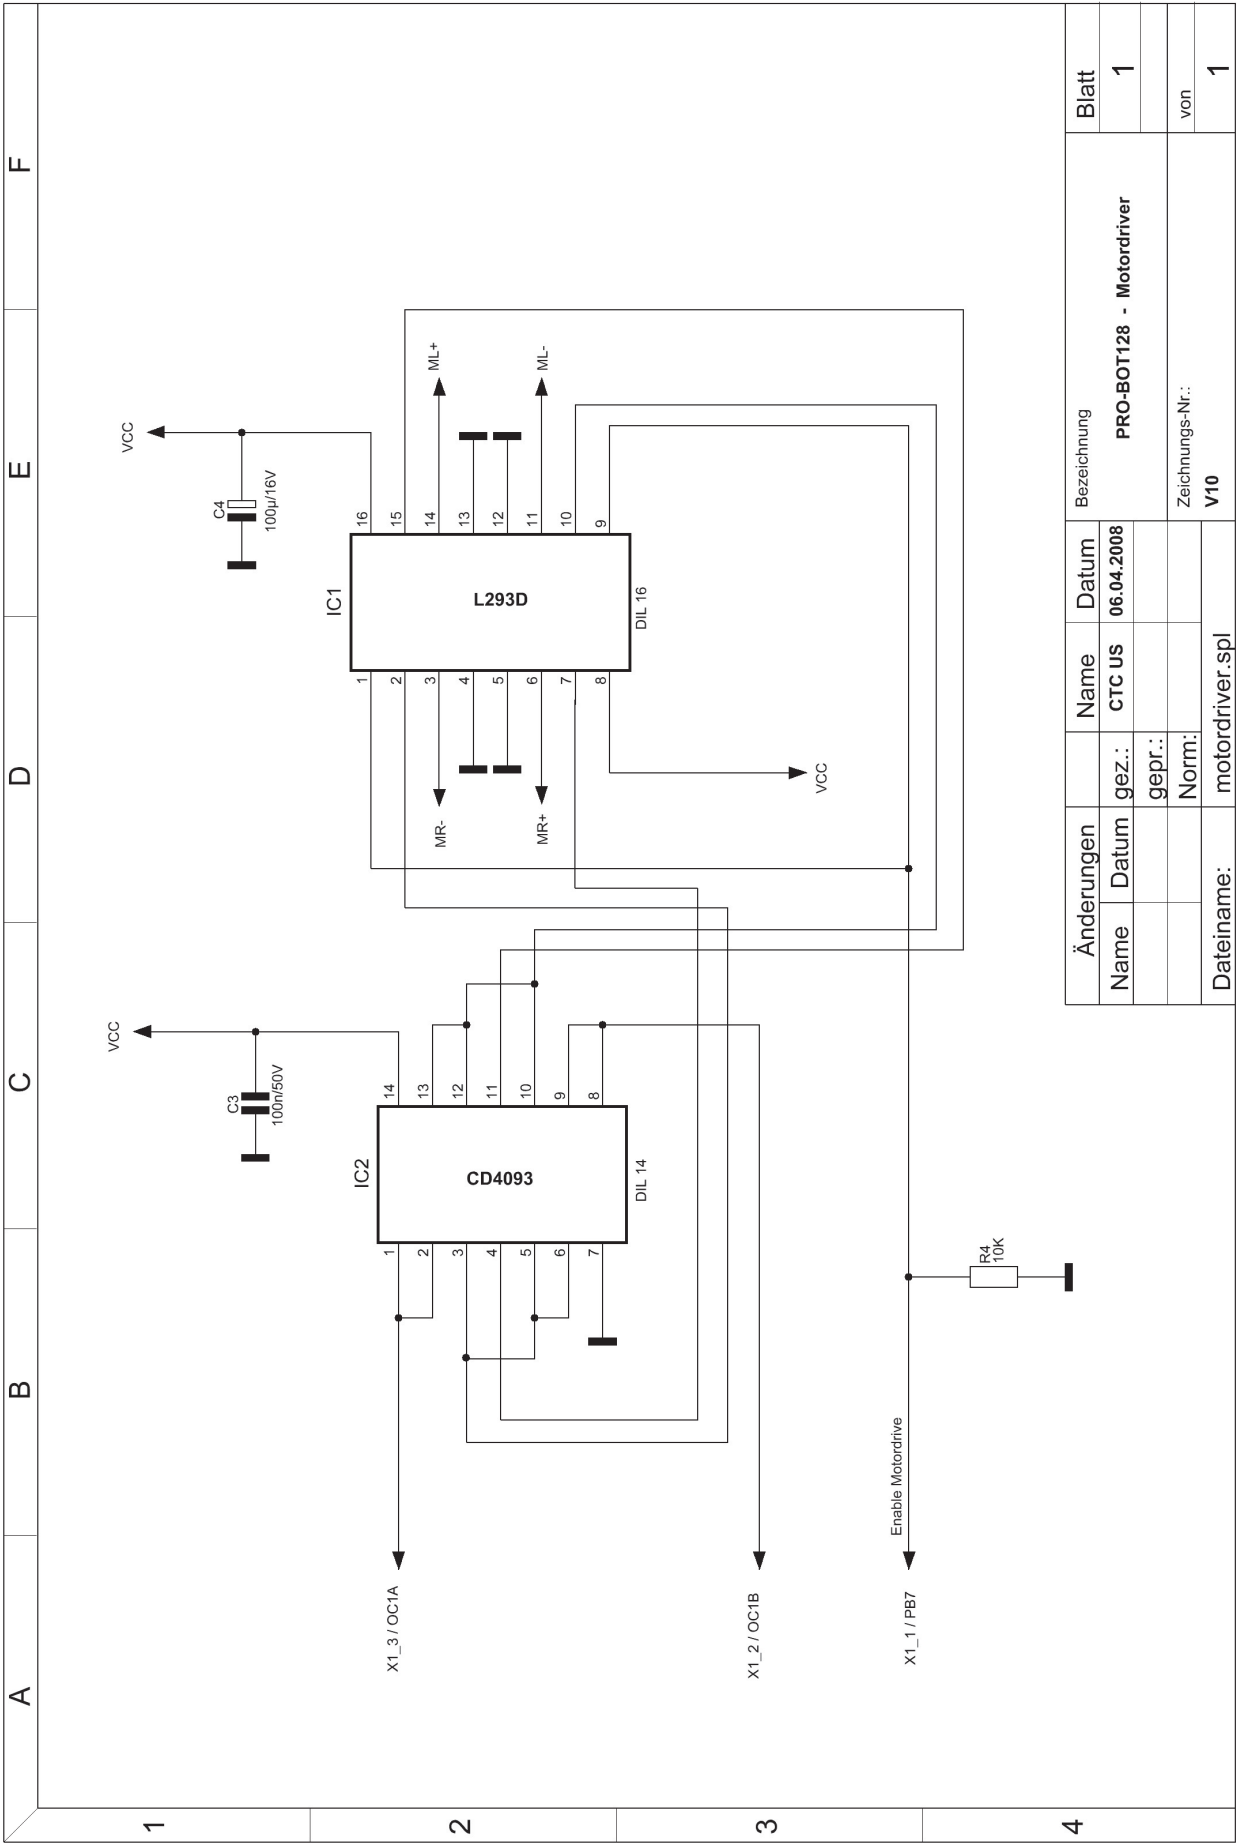 A B C D E F
1
2
3
4
VCC
C3
100n/50V
IC2
CD4093
DIL 14
14
13
12
11
10
9
8
1
2
3
4
5
6
7
VCC
C4
100µ/16V
IC1
L293D
DIL 16
16
15
14
13
12
11
10
9
1
2
3
4
5
6
7
8
ML+
ML-
MR-
MR+
VCC
X1_3 / OC1A
X1_2 / OC1B
Enable Motordrive
X1_1 / PB7
R4
10K
Änderungen Name Datum Bezeichnung Blatt
Name Datum gez.: CTC US 06.04.2008 PRO-BOT128 - Motordriver 1
gepr.:
Norm: Zeichnungs-Nr.: von
Dateiname: motordriver.spl V10 1